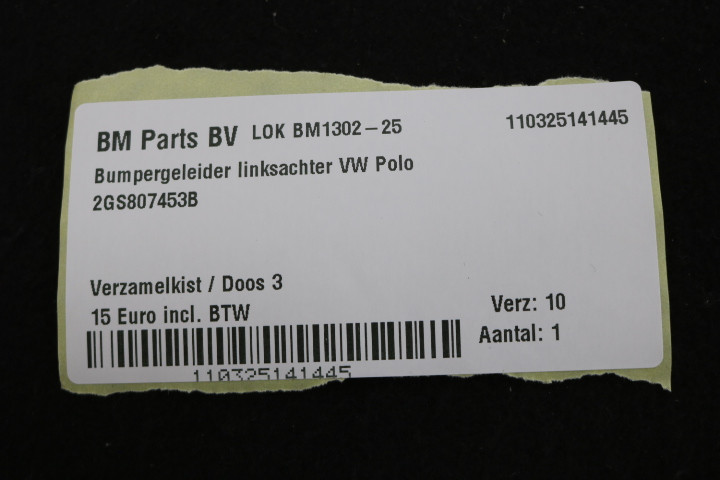 BM Parts BV LOK BM1302-25 110325141445
Bumpergeleider linksachter VW Polo
2GS807453B
Verzamelkist / Doos 3
15 Euro incl. BTW Verz: 10
Aantal: 1
110325141445